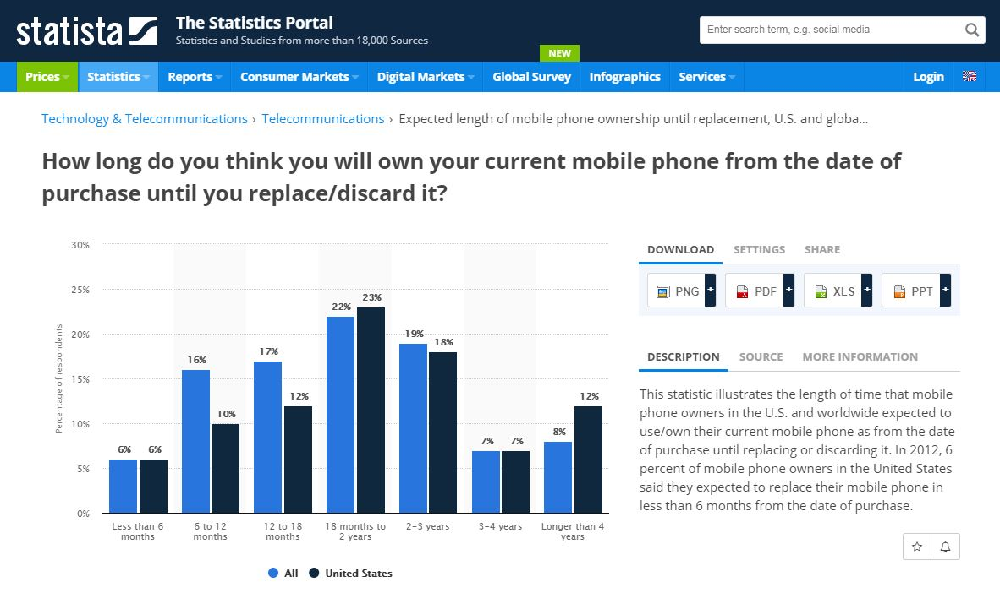 statista
The Statistics Portal
Statistics and Studies from more than 18,000 Sources
Enter search term, e.g. social media
NEW
Prices Statistics Reports Consumer Markets Digital Markets Global Survey Infographics Services Login
Technology & Telecommunications › Telecommunications › Expected length of mobile phone ownership until replacement, U.S. and globa...
How long do you think you will own your current mobile phone from the date of
purchase until you replace/discard it?
Percentage of respondents
30%
25%
20%
15%
10%
5%
0%
6% 6%
16% 10%
17% 12%
22% 23%
19% 18%
7% 7%
8% 12%
Less than 6
months
6 to 12
months
12 to 18
months
18 months to
2 years
2-3 years
3-4 years
Longer than 4
years
All United States
DOWNLOAD SETTINGS SHARE
PNG + PDF + XLS + PPT +
DESCRIPTION SOURCE MORE INFORMATION
This statistic illustrates the length of time that mobile
phone owners in the U.S. and worldwide expected to
use/own their current mobile phone as from the date
of purchase until replacing or discarding it. In 2012, 6
percent of mobile phone owners in the United States
said they expected to replace their mobile phone in
less than 6 months from the date of purchase.